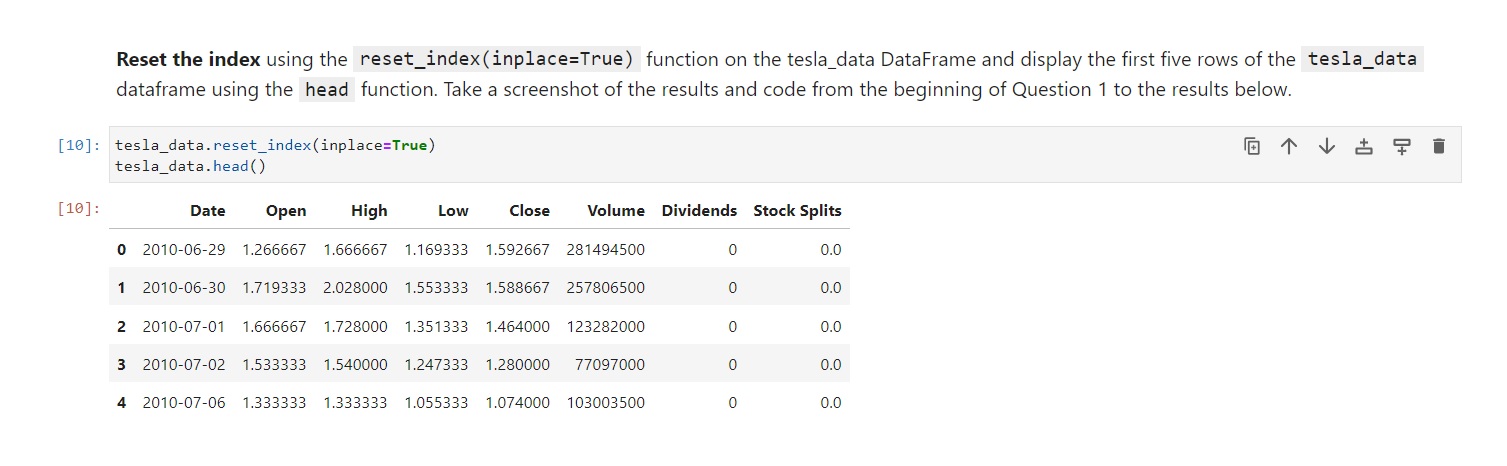 Reset the index using the reset_index(inplace=True) function on the tesla_data DataFrame and display the first five rows of the tesla_data
dataframe using the head function. Take a screenshot of the results and code from the beginning of Question 1 to the results below.
[10]: tesla_data.reset_index(inplace=True)
tesla_data.head()
[10]: Date Open High Low Close Volume Dividends Stock Splits
0 2010-06-29 1.266667 1.666667 1.169333 1.592667 281494500 0 0.0
1 2010-06-30 1.719333 2.028000 1.553333 1.588667 257806500 0 0.0
2 2010-07-01 1.666667 1.728000 1.351333 1.464000 123282000 0 0.0
3 2010-07-02 1.533333 1.540000 1.247333 1.280000 77097000 0 0.0
4 2010-07-06 1.333333 1.333333 1.055333 1.074000 103003500 0 0.0